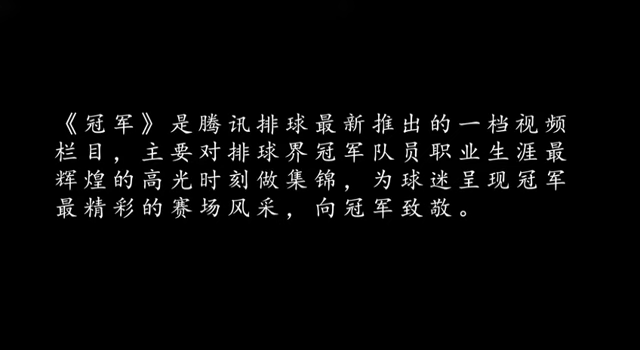 《冠军》是腾讯排球最新推出的一档视频
栏目，主要对排球界冠军队员职业生涯最
辉煌的高光时刻做集锦，为球迷呈现冠军
最精彩的赛场风采，向冠军致敬。